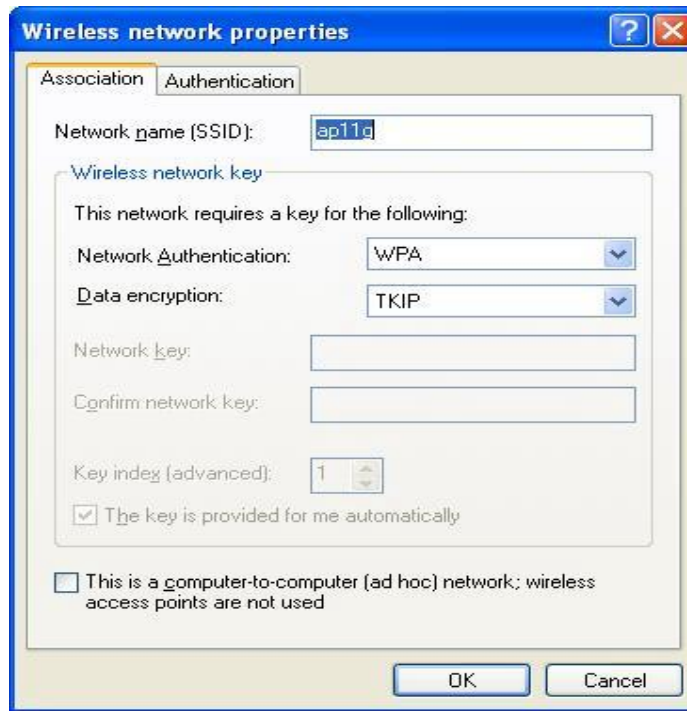 Wireless network properties
Association
Authentication
Network name (SSID):
ap11g
Wireless network key
This network requires a key for the following:
Network Authentication:
WPA
Data encryption:
TKIP
Network key:
Confirm network key:
Key index (advanced):
1
The key is provided for me automatically
This is a computer-to-computer (ad hoc) network; wireless
access points are not used
OK
Cancel